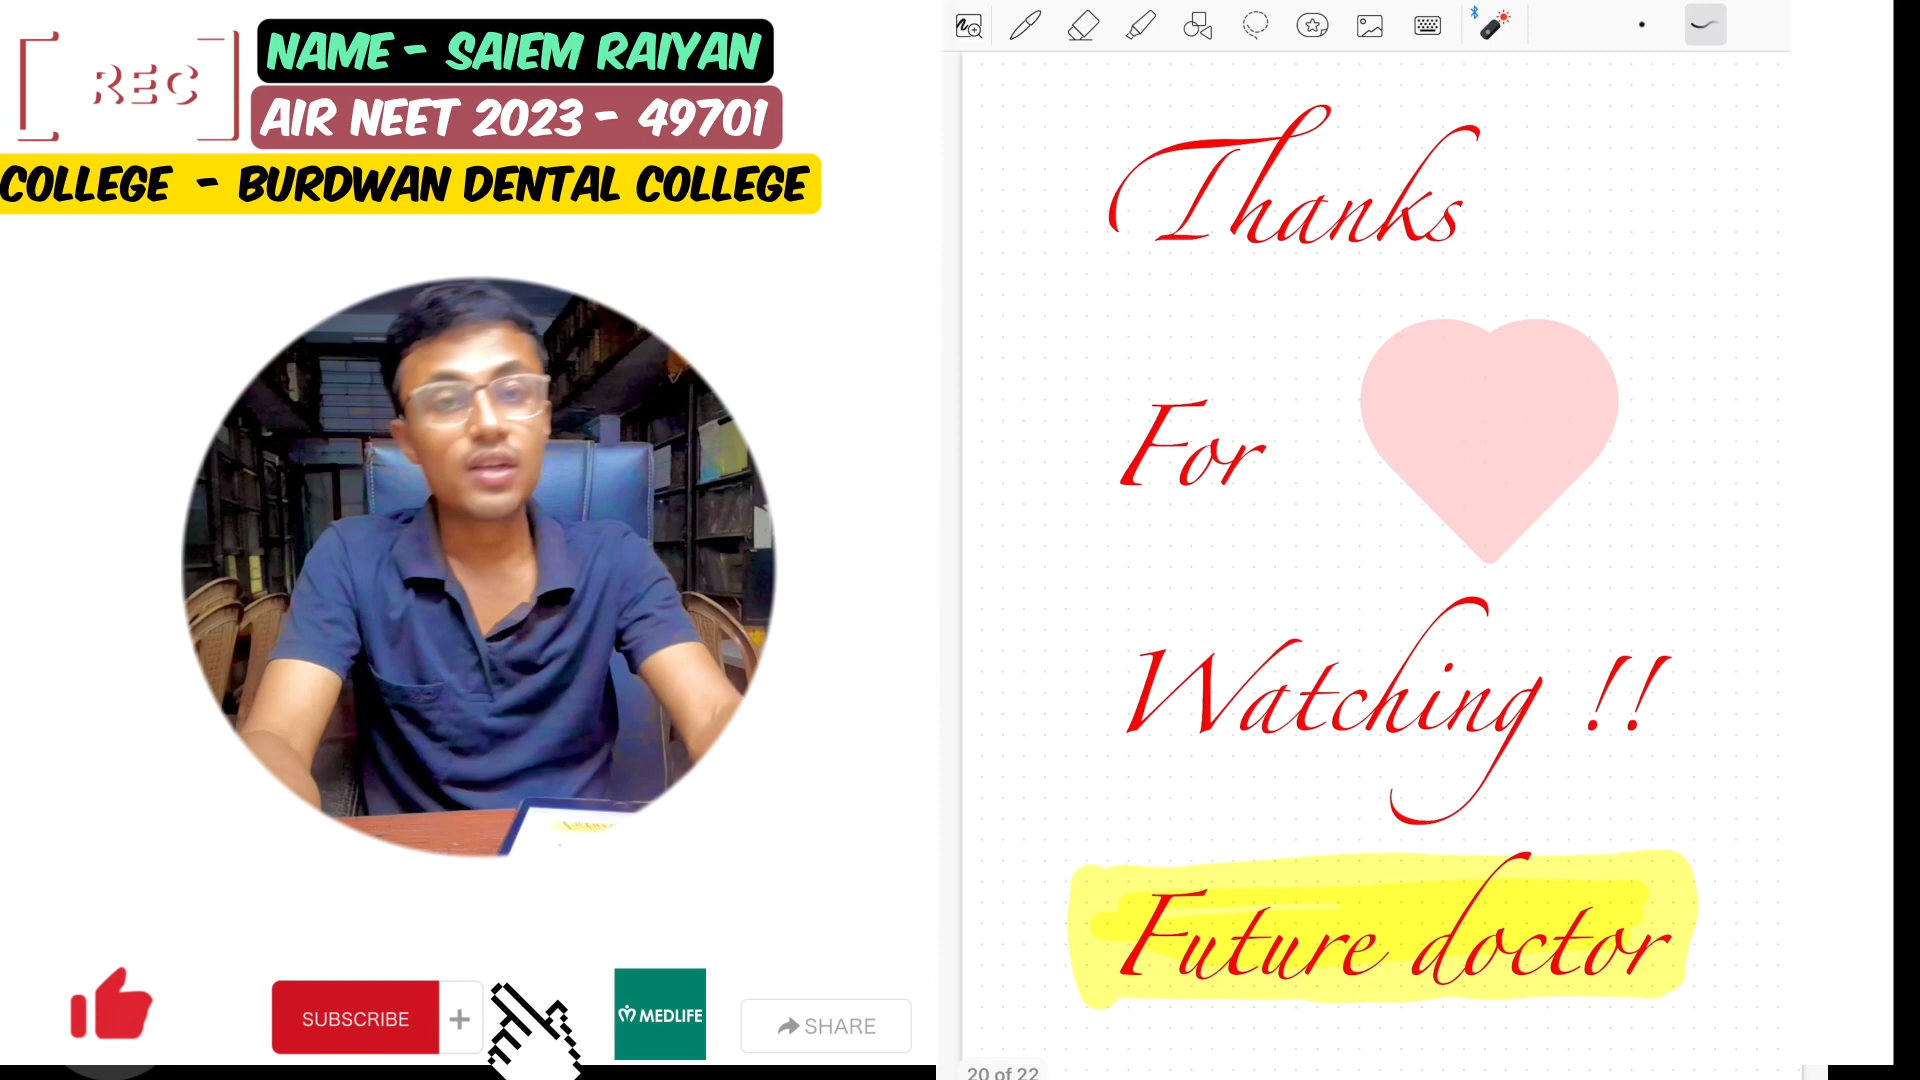 REC
NAME - SAIEM RAIYAN
AIR NEET 2023 - 49701
COLLEGE - BURDWAN DENTAL COLLEGE
Thanks
For
Watching !!
Future doctor
SUBSCRIBE +
MEDLIFE
SHARE
20 of 22